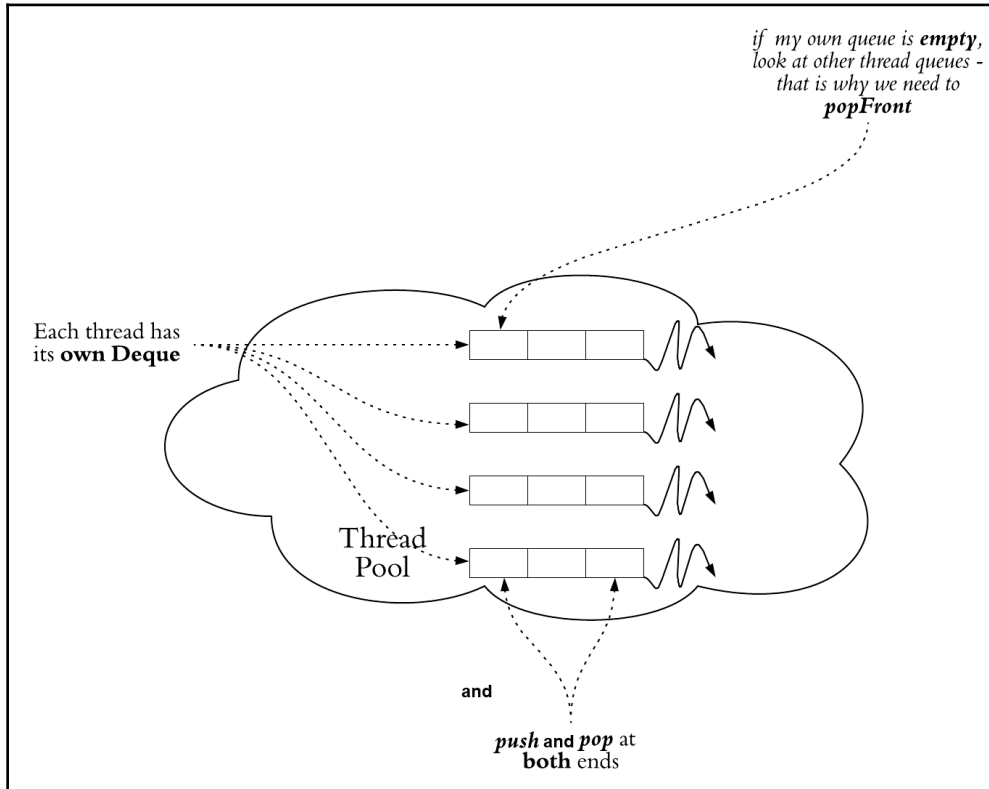 if my own queue is empty,
look at other thread queues -
that is why we need to
popFront
Each thread has
its own Deque
Thread
Pool
and
push and pop at
both ends